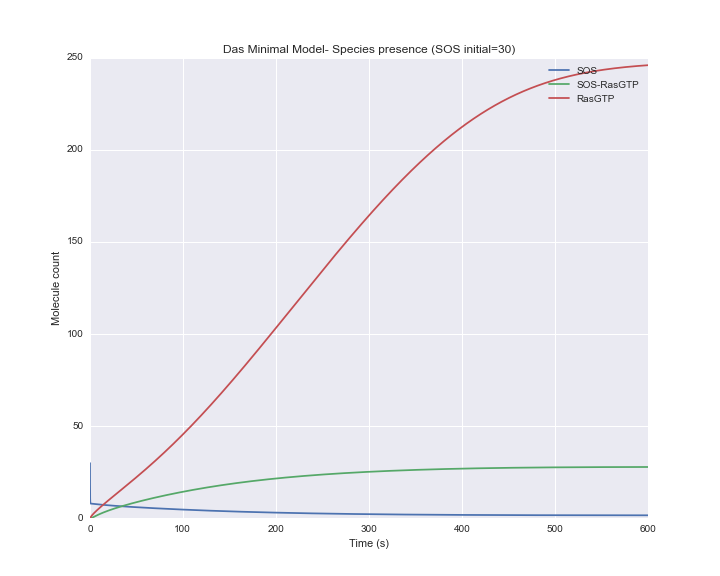 Das Minimal Model- Species presence (SOS initial=30)
250
SOS
SOS-RasGTP
RasGTP
200
150
Molecule count
100
50
0
0 100 200 300 400 500 600
Time (s)